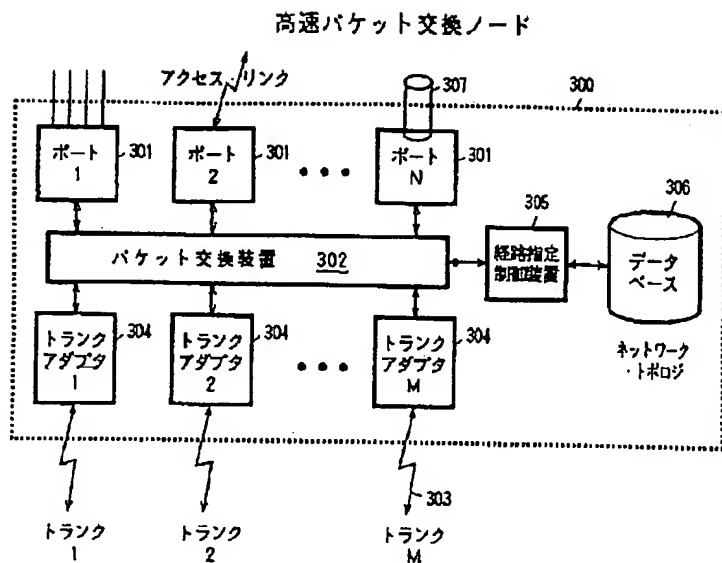 高速パケット交換ノード
アクセス・リンク
307
300
ポート
1
301
ポート
2
301
• • •
ポート
N
301
305
306
パケット交換装置 302
経路指定
制御装置
データ
ベース
ネットワーク
・トポロジ
トランク
アダプタ
1
304
トランク
アダプタ
2
304
• • •
トランク
アダプタ
M
304
303
トランク
1
トランク
2
トランク
M